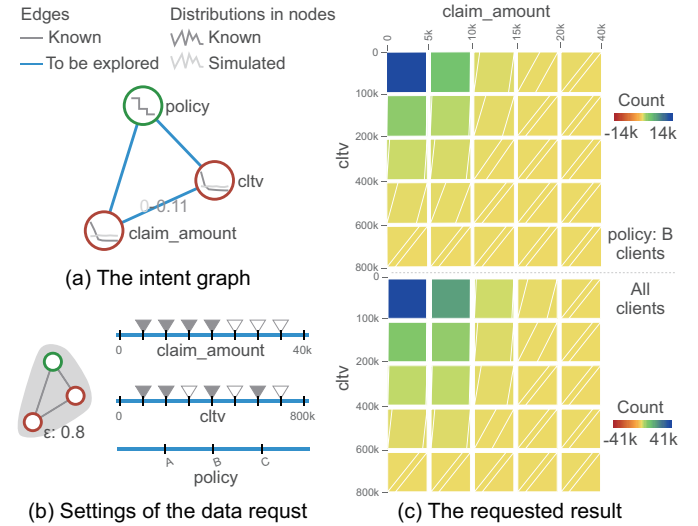 Edges
Known
To be explored
Distributions in nodes
Known
Simulated
policy
cltv
0-0.11
claim_amount
(a) The intent graph
0
claim_amount
40k
0
cltv
800k
A
B
C
policy
ε: 0.8
(b) Settings of the data requst
claim_amount
0
5k
10k
15k
20k
40k
0
100k
200k
400k
600k
800k
cltv
Count
-14k 14k
policy: B
clients
0
100k
200k
400k
600k
800k
cltv
All
clients
Count
-41k 41k
(c) The requested result